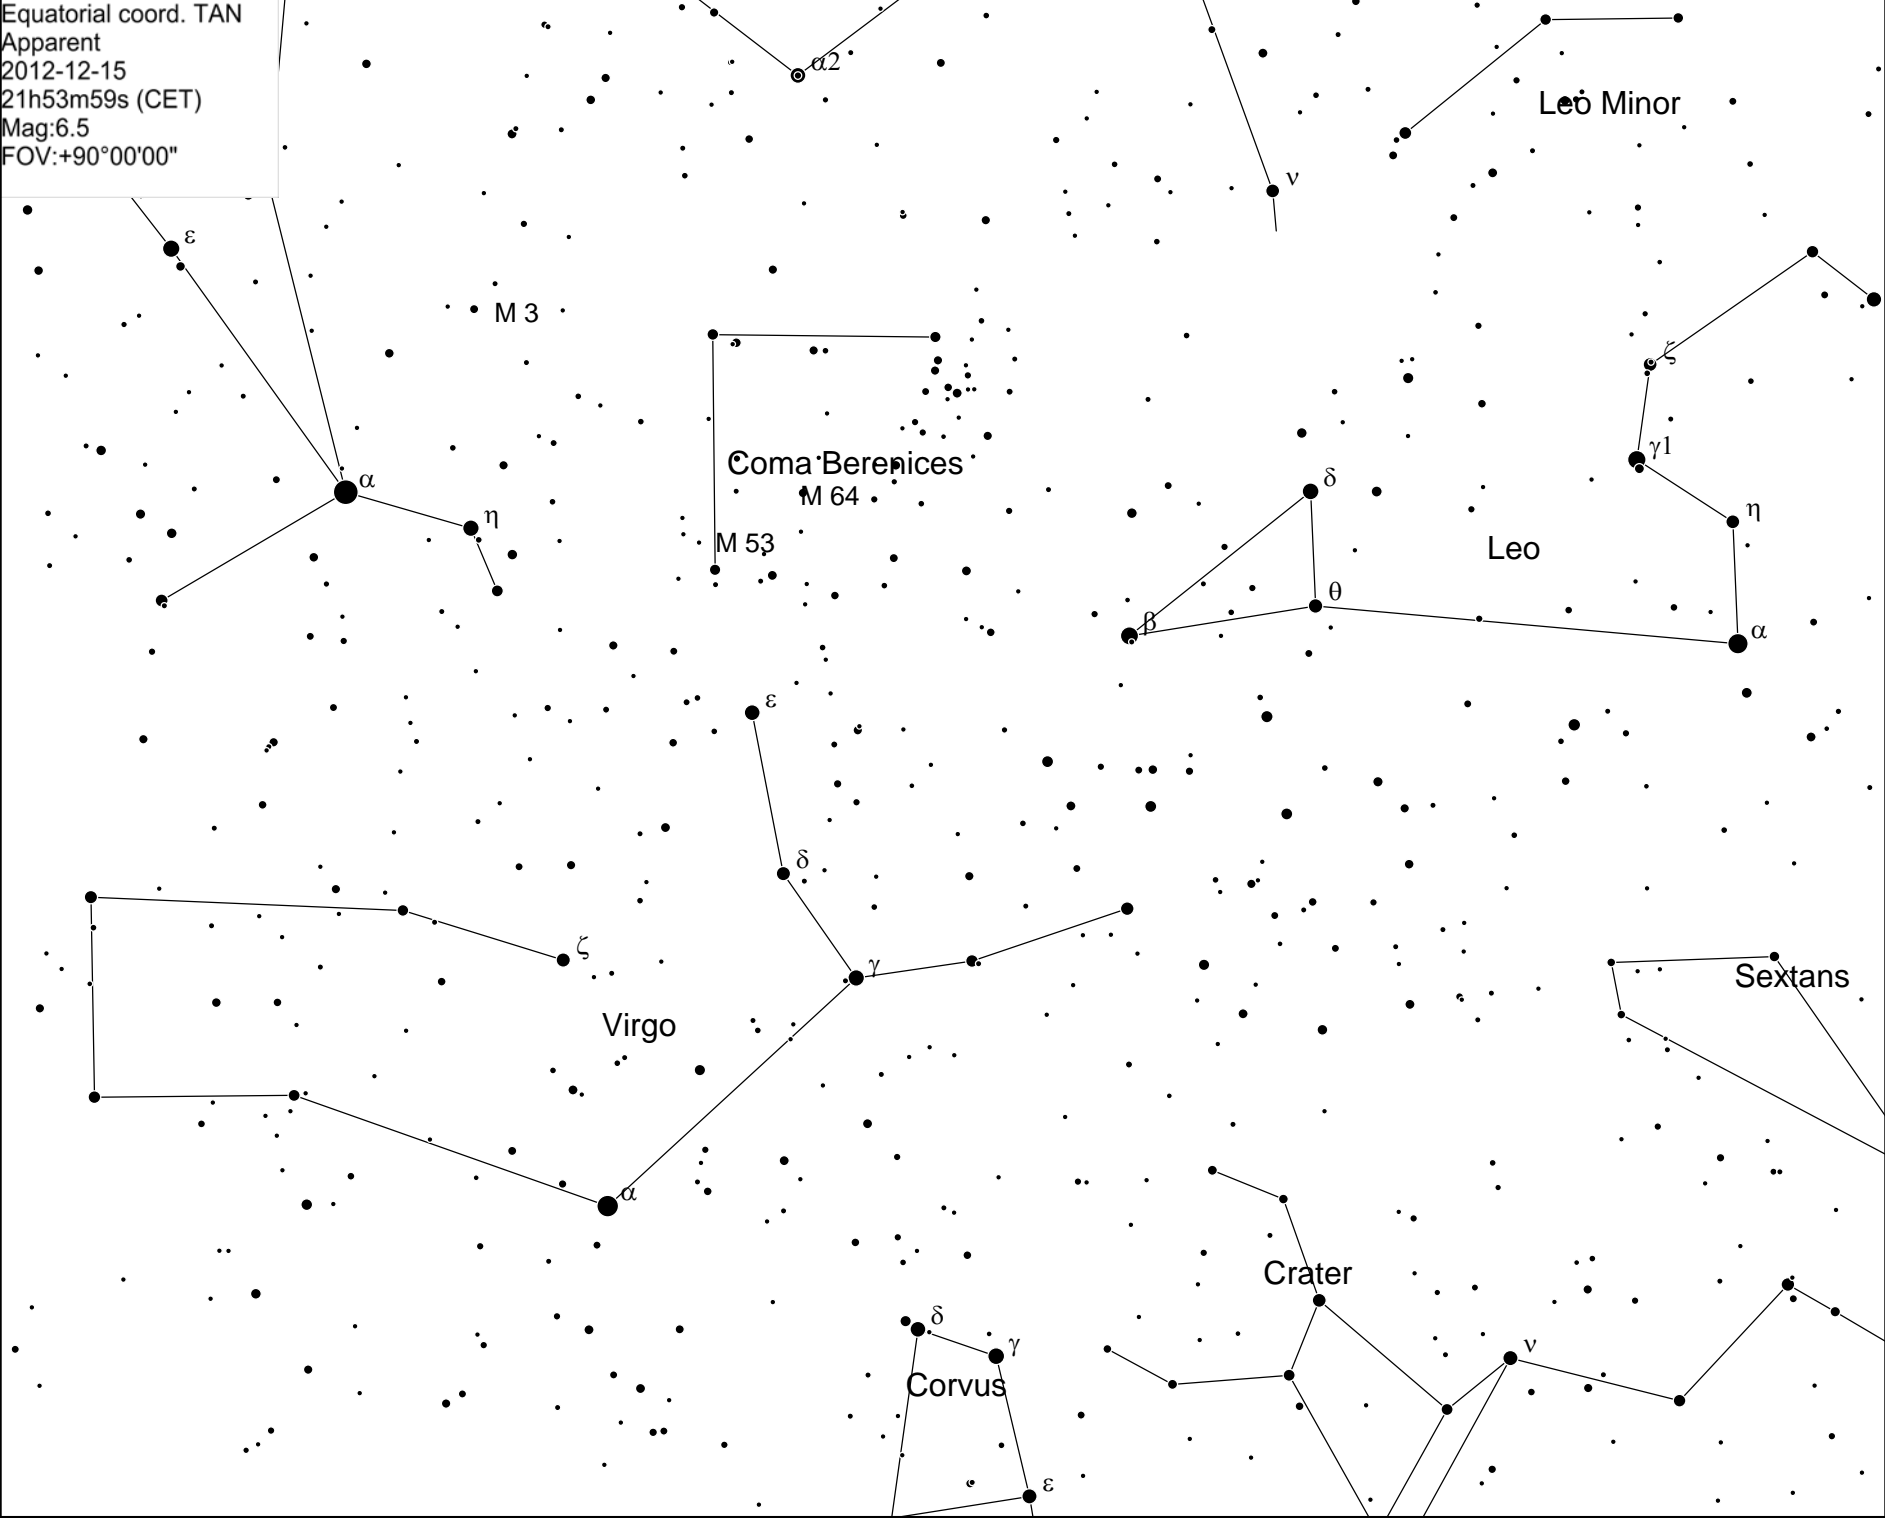 Equatorial coord. TAN
Apparent
2012-12-15
21h53m59s (CET)
Mag:6.5
FOV:+90°00'00"
α2
Leo Minor
ν
ε
M 3
ζ
γ1
Coma Berenices
α
δ
M 64
η
η
M 53
Leo
θ
β
α
ε
δ
ζ
γ
Sextans
Virgo
α
Crater
δ
γ
ν
Corvus
ε